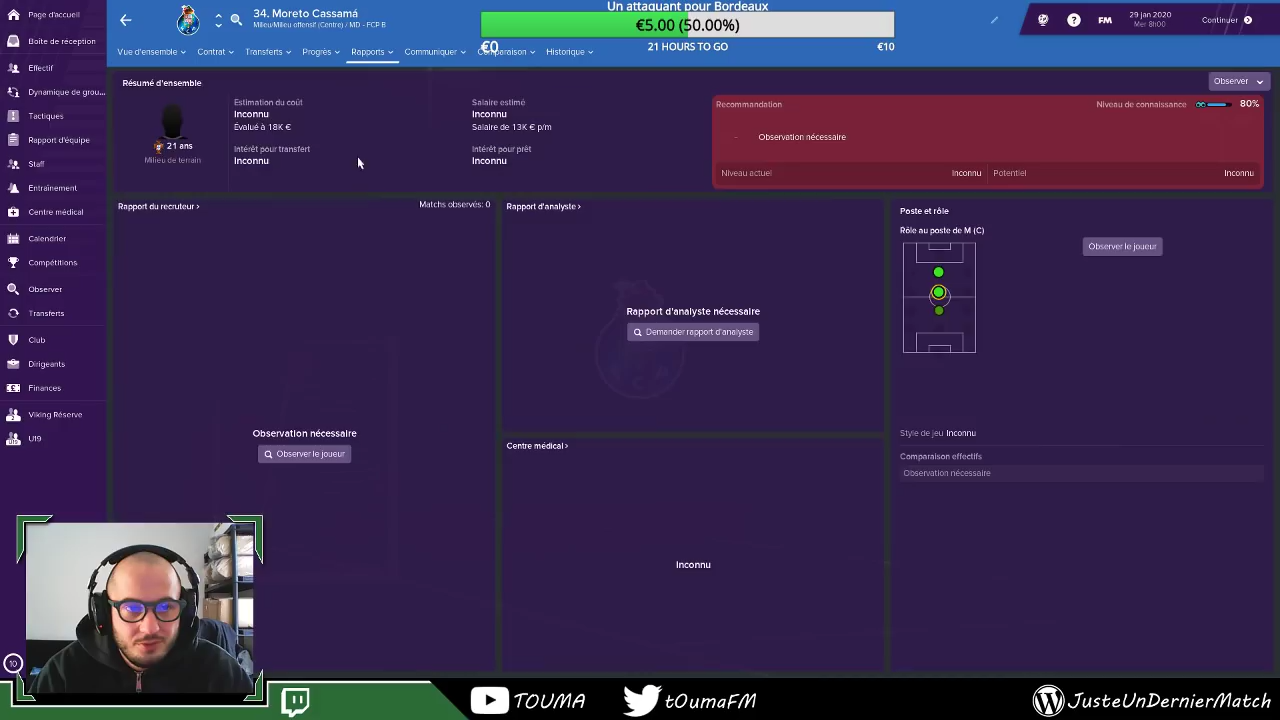 Page d'accueil
Boîte de réception
Effectif
Dynamique de grou...
Tactiques
Rapport d'équipe
Staff
Entraînement
Centre médical
Calendrier
Compétitions
Observer
Transferts
Club
Dirigeants
Finances
Viking Réserve
U19
10
34. Moreto Cassamá
Milieu/Milieu offensif (Centre) / MD - FCP B
Un attaquant pour Bordeaux
€5.00 (50.00%)
€0
21 HOURS TO GO
€10
FM
29 jan 2020
Mer 8h00
Continuer
Vue d'ensemble
Contrat
Transferts
Progrès
Rapports
Communiquer
Comparaison
Historique
Résumé d'ensemble
Observer
21 ans
Milieu de terrain
Estimation du coût
Inconnu
Évalué à 18K €
Intérêt pour transfert
Inconnu
Salaire estimé
Inconnu
Salaire de 13K € p/m
Intérêt pour prêt
Inconnu
Recommandation
Niveau de connaissance
80%
- Observation nécessaire
Niveau actuel
Inconnu
Potentiel
Inconnu
Rapport du recruteur >
Matchs observés: 0
Observation nécessaire
Observer le joueur
Rapport d'analyste >
Rapport d'analyste nécessaire
Demander rapport d'analyste
Centre médical >
Inconnu
Poste et rôle
Rôle au poste de M (C)
Observer le joueur
Style de jeu Inconnu
Comparaison effectifs
Observation nécessaire
TOUMA
tOumaFM
JusteUnDernierMatch